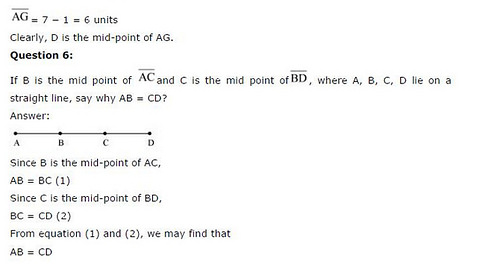 AG = 7 − 1 = 6 units
Clearly, D is the mid-point of AG.
Question 6:
If B is the mid point of AC and C is the mid point of BD, where A, B, C, D lie on a
straight line, say why AB = CD?
Answer:
A B C D
Since B is the mid-point of AC,
AB = BC (1)
Since C is the mid-point of BD,
BC = CD (2)
From equation (1) and (2), we may find that
AB = CD